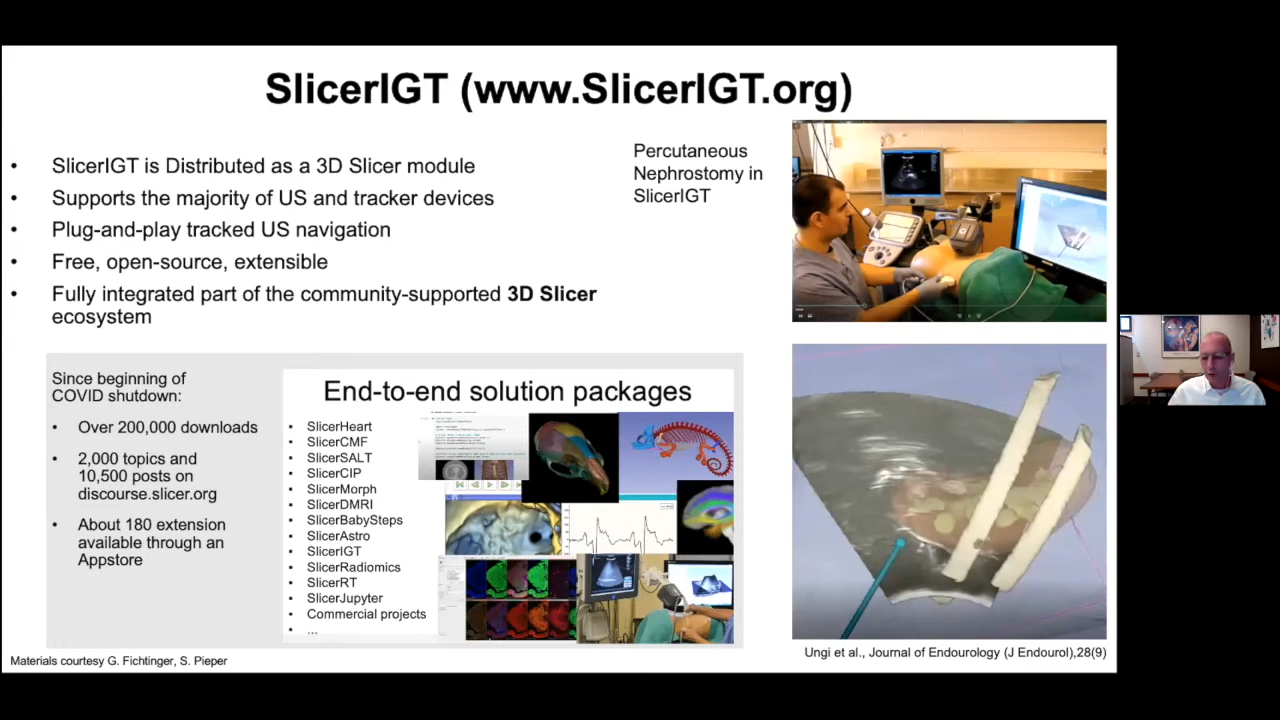 SlicerIGT (www.SlicerIGT.org)
• SlicerIGT is Distributed as a 3D Slicer module
• Supports the majority of US and tracker devices
• Plug-and-play tracked US navigation
• Free, open-source, extensible
• Fully integrated part of the community-supported 3D Slicer
ecosystem
Percutaneous
Nephrostomy in
SlicerIGT
Since beginning of
COVID shutdown:
• Over 200,000 downloads
• 2,000 topics and
10,500 posts on
discourse.slicer.org
• About 180 extension
available through an
Appstore
End-to-end solution packages
▪ SlicerHeart
▪ SlicerCMF
▪ SlicerSALT
▪ SlicerCIP
▪ SlicerMorph
▪ SlicerDMRI
▪ SlicerBabySteps
▪ SlicerAstro
▪ SlicerIGT
▪ SlicerRadiomics
▪ SlicerRT
▪ SlicerJupyter
▪ Commercial projects
▪ ...
Ungi et al., Journal of Endourology (J Endourol),28(9)
Materials courtesy G. Fichtinger, S. Pieper